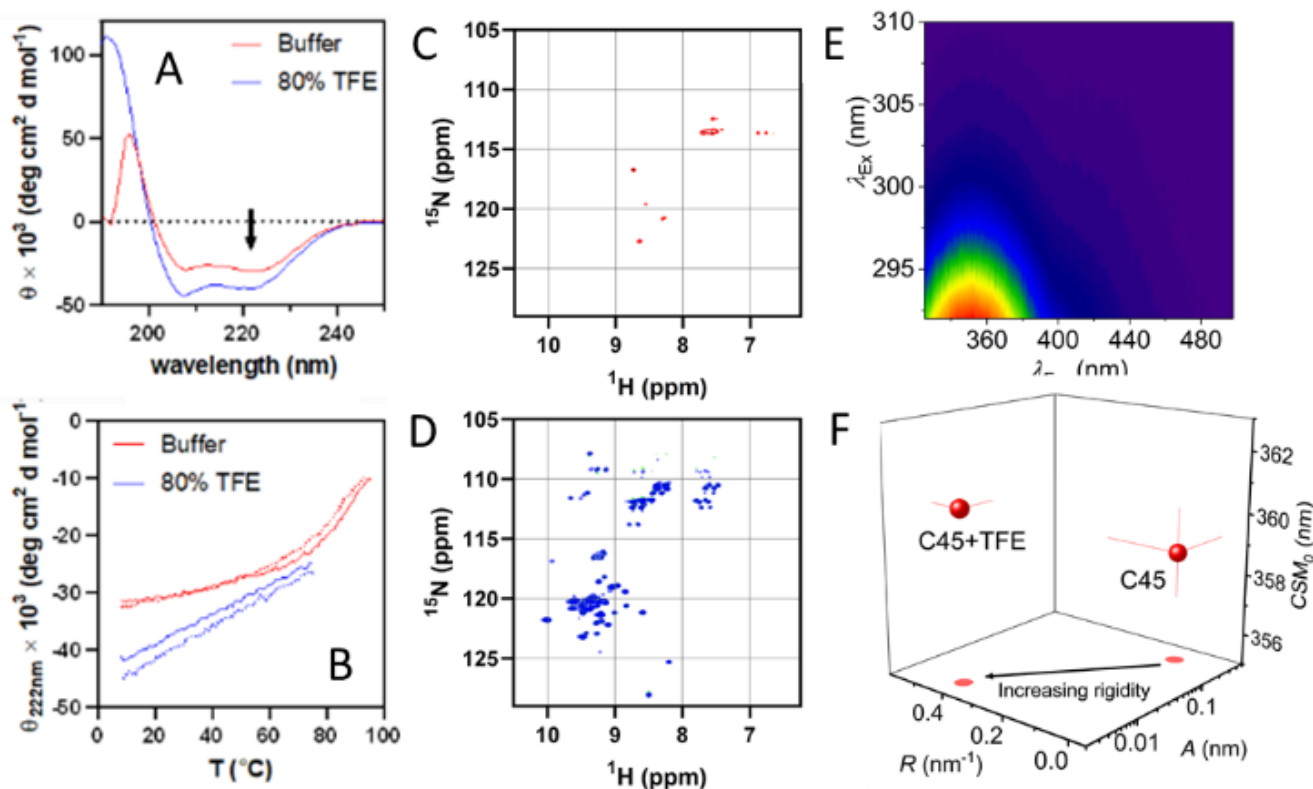 A
Buffer
80% TFE
θ × 10³ (deg cm² d mol⁻¹)
100
50
0
-50
200
220
240
wavelength (nm)
B
Buffer
80% TFE
θ222nm × 10³ (deg cm² d mol⁻¹
0
-10
-20
-30
-40
-50
0
20
40
60
80
100
T (°C)
C
¹⁵N (ppm)
105
110
115
120
125
10
9
8
7
¹H (ppm)
D
¹⁵N (ppm)
105
110
115
120
125
10
9
8
7
¹H (ppm)
E
λEx (nm)
310
305
300
295
360
400
440
480
(nm)
F
C45+TFE
C45
Increasing rigidity
362
360
358
356
CSM₀ (nm)
0.4
0.2
0.0
R (nm⁻¹)
0.01
0.1
A (nm)